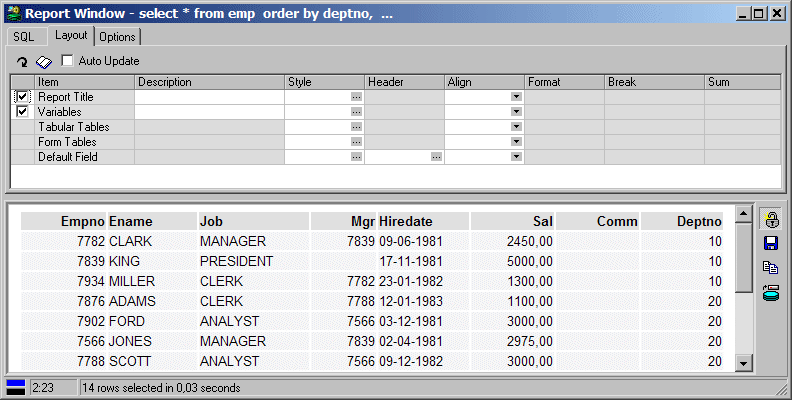 Report Window - select * from emp  order by deptno,  ...
SQL Layout Options
Auto Update
Item Description Style Header Align Format Break Sum
Report Title
Variables
Tabular Tables
Form Tables
Default Field
Empno Ename Job Mgr Hiredate Sal Comm Deptno
7782 CLARK MANAGER 7839 09-06-1981 2450,00 10
7839 KING PRESIDENT 17-11-1981 5000,00 10
7934 MILLER CLERK 7782 23-01-1982 1300,00 10
7876 ADAMS CLERK 7788 12-01-1983 1100,00 20
7902 FORD ANALYST 7566 03-12-1981 3000,00 20
7566 JONES MANAGER 7839 02-04-1981 2975,00 20
7788 SCOTT ANALYST 7566 09-12-1982 3000,00 20
2:23 14 rows selected in 0,03 seconds